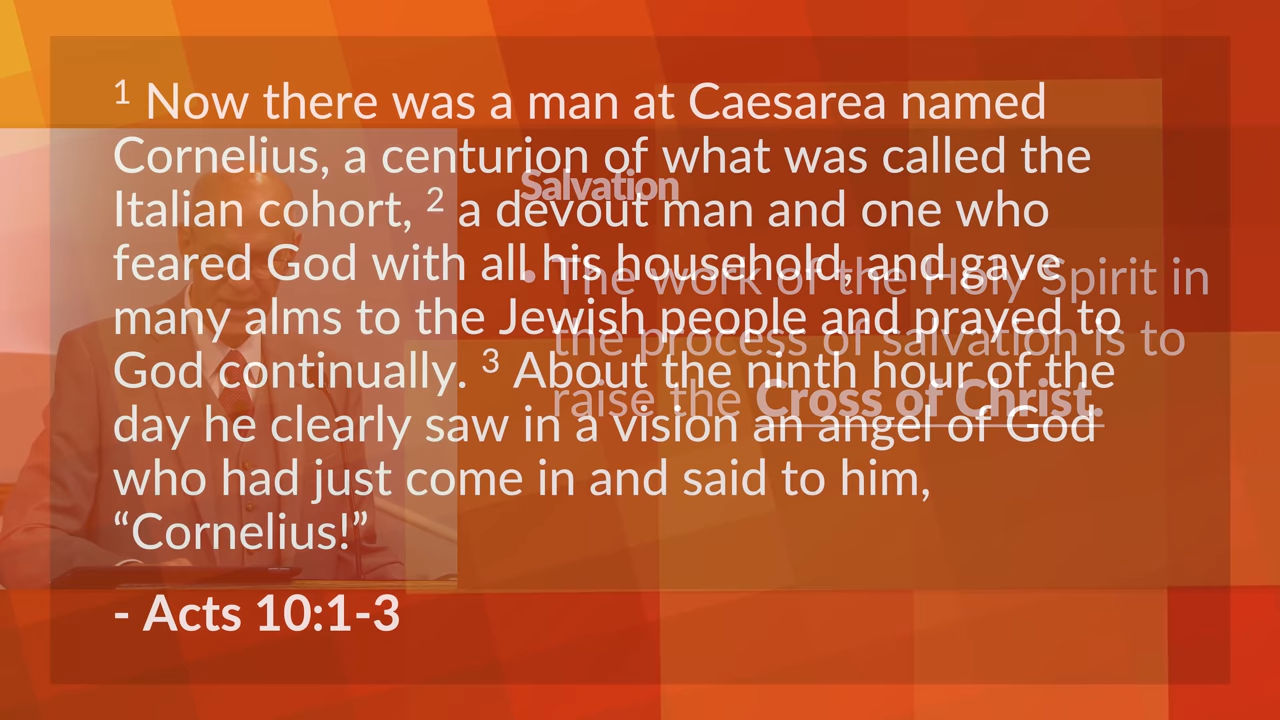 1 Now there was a man at Caesarea named
Cornelius, a centurion of what was called the
Italian cohort, 2 a devout man and one who
feared God with all his household, and gave
many alms to the Jewish people and prayed to
God continually. 3 About the ninth hour of the
day he clearly saw in a vision an angel of God
who had just come in and said to him,
“Cornelius!”
- Acts 10:1-3
Salvation
• The work of the Holy Spirit in
the process of salvation is to
raise the Cross of Christ.